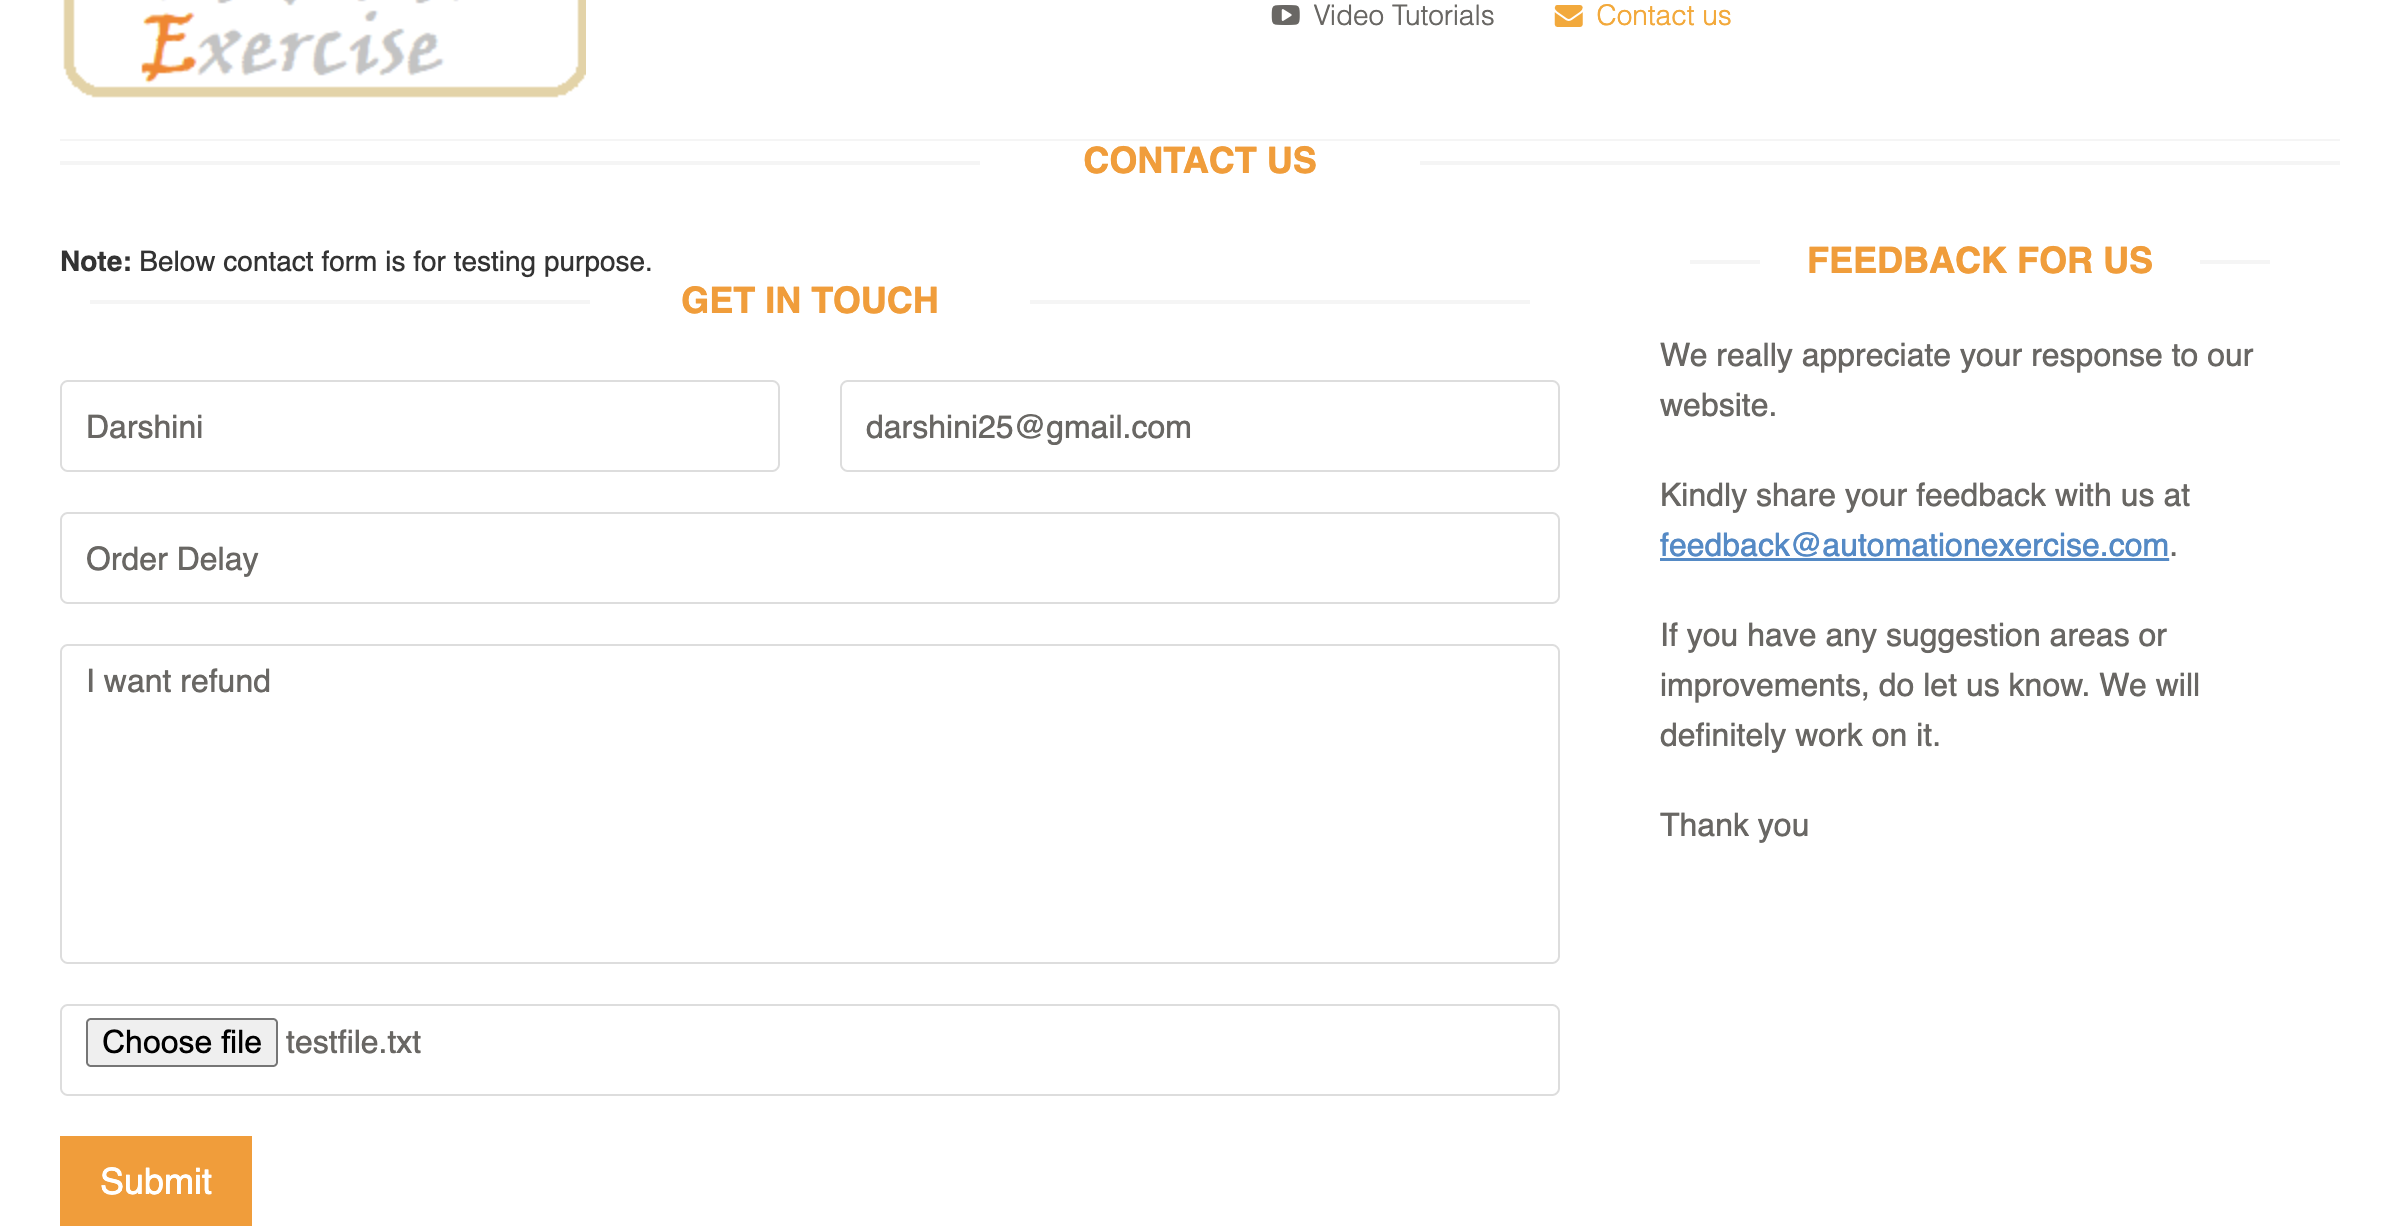 Exercise
Video Tutorials
Contact us
CONTACT US
Note: Below contact form is for testing purpose.
GET IN TOUCH
Darshini
darshini25@gmail.com
Order Delay
I want refund
Choose file testfile.txt
Submit
FEEDBACK FOR US
We really appreciate your response to our
website.
Kindly share your feedback with us at
feedback@automationexercise.com.
If you have any suggestion areas or
improvements, do let us know. We will
definitely work on it.
Thank you